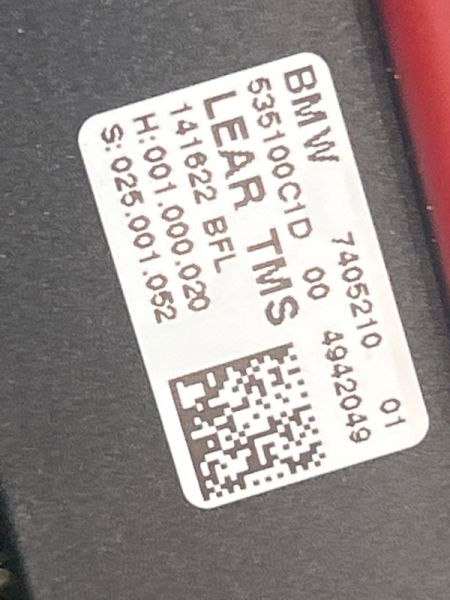 BMW 7405210 01
535100C1D 00 4942049
LEAR TMS
141622 BFL
H:001.000.020
S:025.001.052